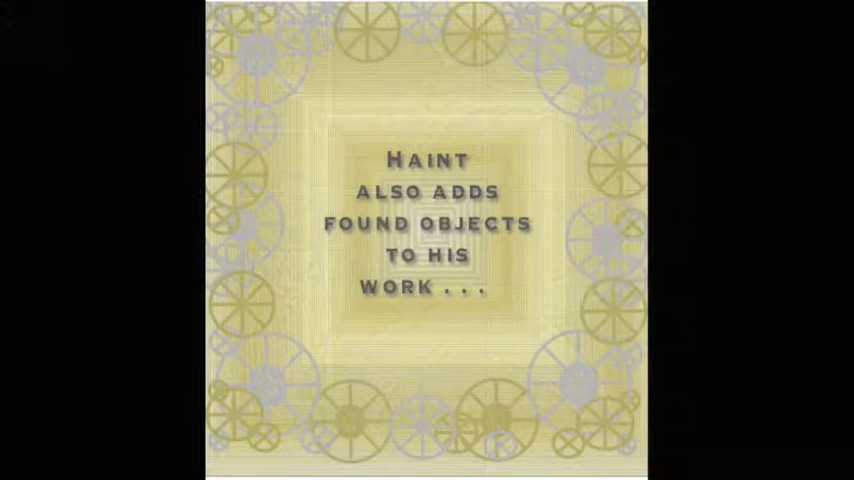 HAINT
ALSO ADDS
FOUND OBJECTS
TO HIS
WORK . . .